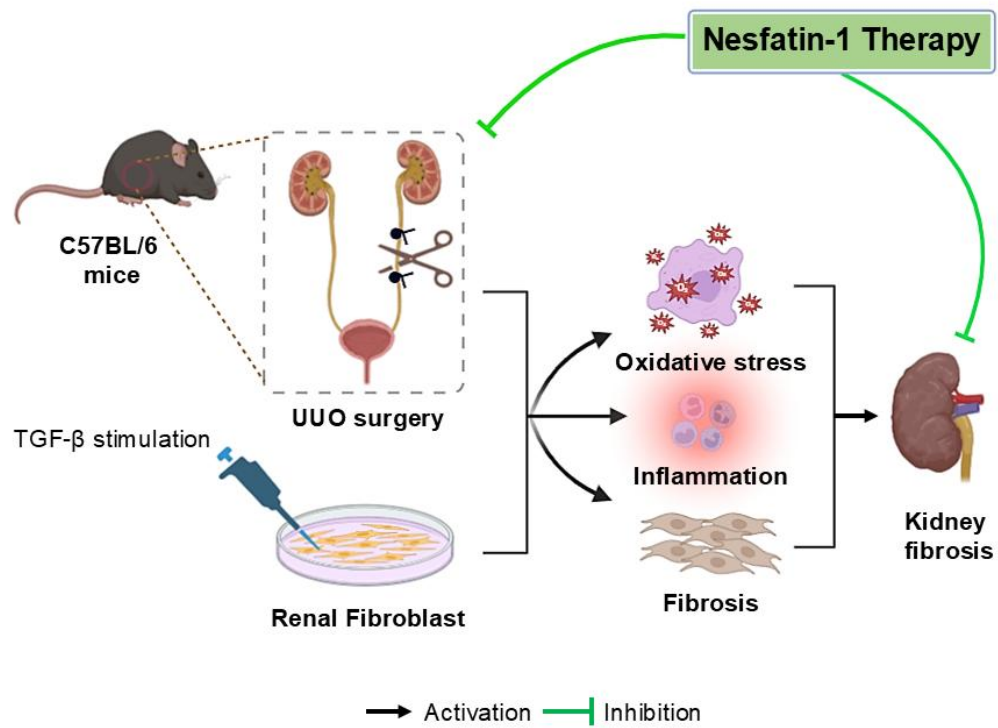 Nesfatin-1 Therapy
C57BL/6
mice
UUO surgery
TGF-β stimulation
Renal Fibroblast
Oxidative stress
Inflammation
Fibrosis
Kidney
fibrosis
Activation
Inhibition